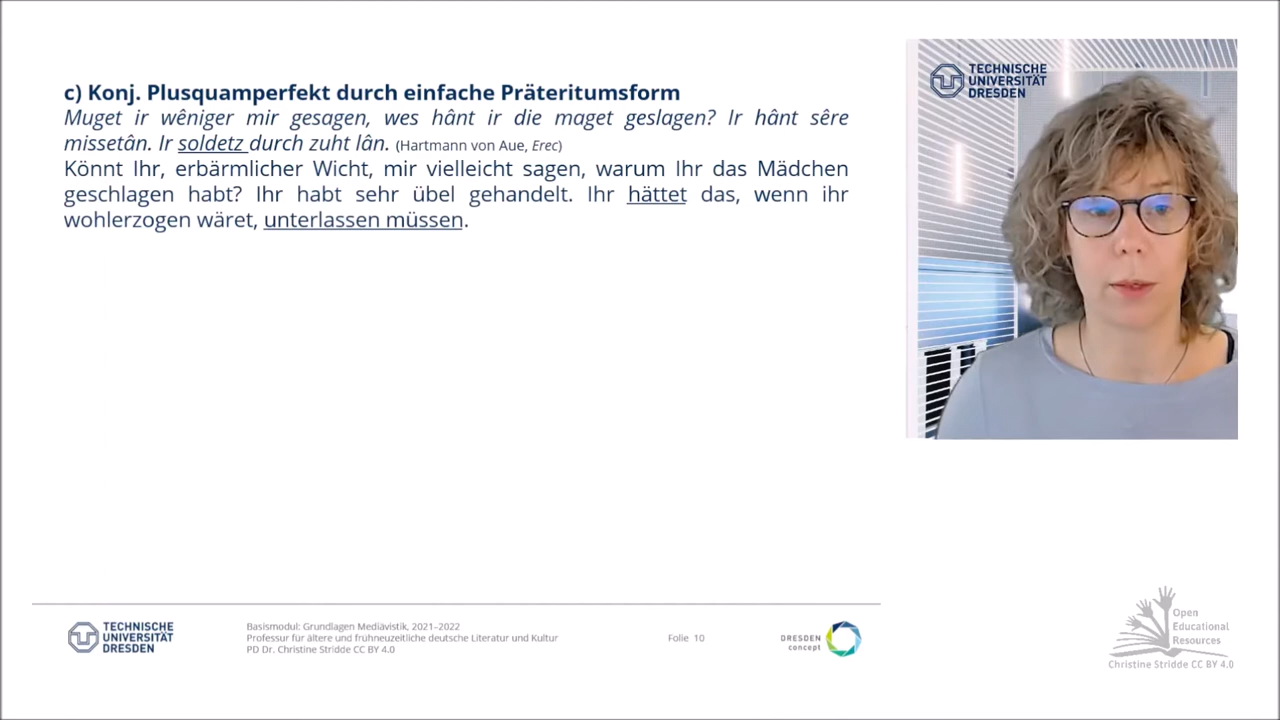 c) Konj. Plusquamperfekt durch einfache Präteritumsform
Muget ir wêniger mir gesagen, wes hânt ir die maget geslagen? Ir hânt sêre
missetân. Ir soldetz durch zuht lân. (Hartmann von Aue, Erec)
Könnt Ihr, erbärmlicher Wicht, mir vielleicht sagen, warum Ihr das Mädchen
geschlagen habt? Ihr habt sehr übel gehandelt. Ihr hättet das, wenn ihr
wohlerzogen wäret, unterlassen müssen.
TECHNISCHE
UNIVERSITÄT
DRESDEN
TECHNISCHE
UNIVERSITÄT
DRESDEN
Basismodul: Grundlagen Mediävistik, 2021–2022
Professur für ältere und frühneuzeitliche deutsche Literatur und Kultur
PD Dr. Christine Stridde CC BY 4.0
Folie 10
DRESDEN
concept
Open
Educational
Resources
Christine Stridde CC BY 4.0